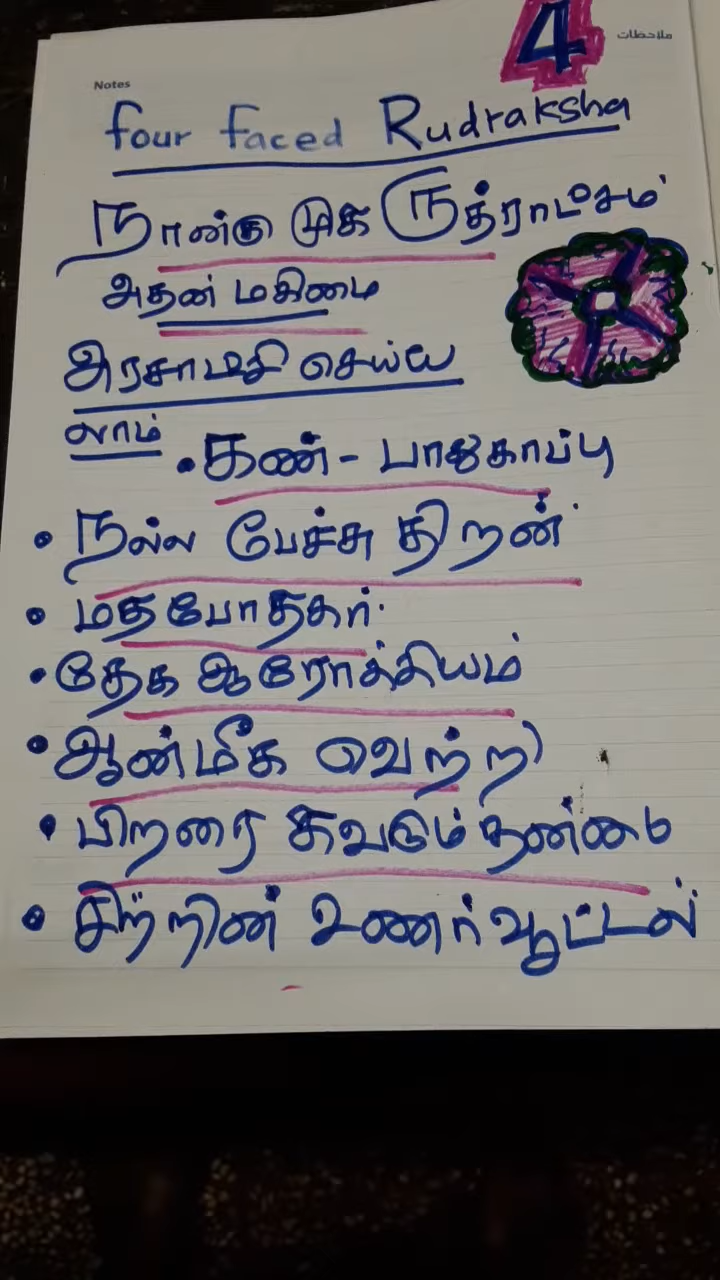 4
Notes
ملاحظات
four faced Rudraksha
நான்கு முக ருத்ராட்சம்
அதன் மகிமை
அரசாட்சி செய்ய
லாம்
• கண் - பாதுகாப்பு
• நல்ல பேச்சு திறன்
• மத போதகர்.
• தேக ஆரோக்கியம்
• ஆன்மீக வெற்றி
• பிறரை கவரும் தன்மை
• சிற்றின் உணர்வூட்டல்